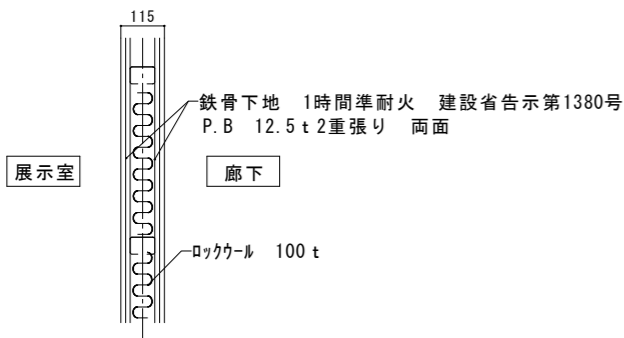 115
鉄骨下地　1時間準耐火　建設省告示第1380号
P.B　12.5ｔ2重張り　両面
展示室
廊下
ﾛｯｸｳｰﾙ　100ｔ